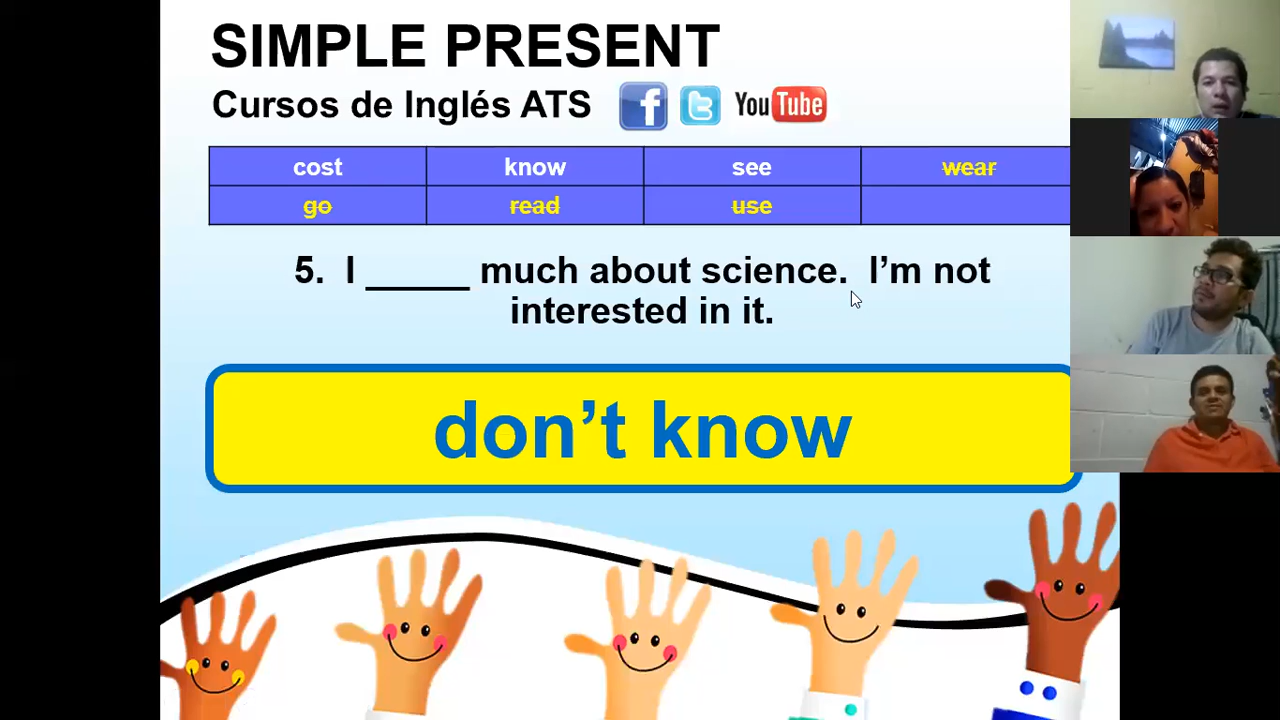 SIMPLE PRESENT
Cursos de Inglés ATS f t YouTube
cost know see wear
go read use
5. I _____ much about science. I’m not
interested in it.
don’t know